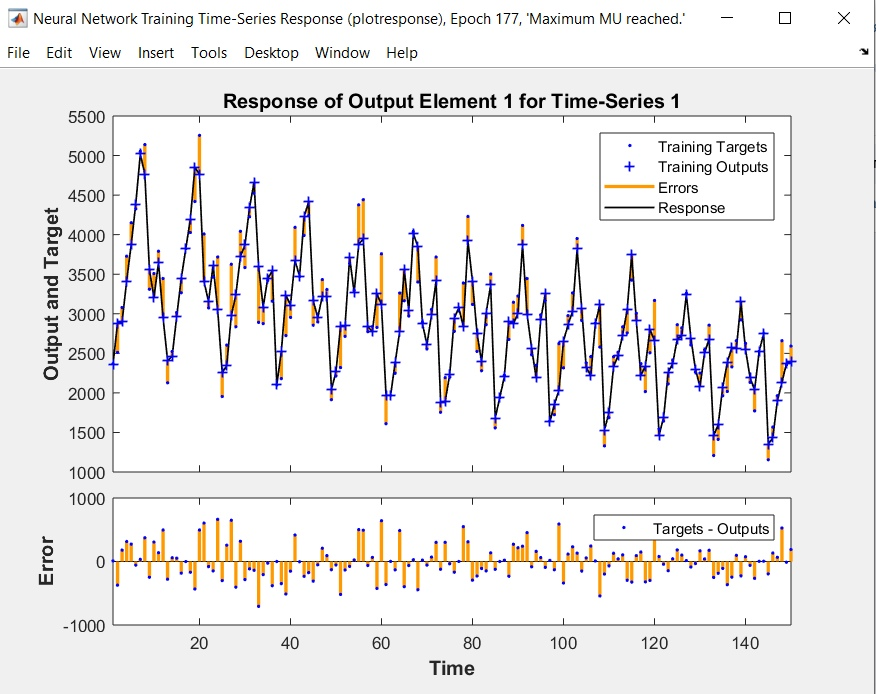 Neural Network Training Time-Series Response (plotresponse), Epoch 177, 'Maximum MU reached.'
File Edit View Insert Tools Desktop Window Help
Response of Output Element 1 for Time-Series 1
Output and Target
5500
5000
4500
4000
3500
3000
2500
2000
1500
1000
Training Targets
Training Outputs
Errors
Response
Error
1000
0
-1000
Targets - Outputs
20 40 60 80 100 120 140
Time